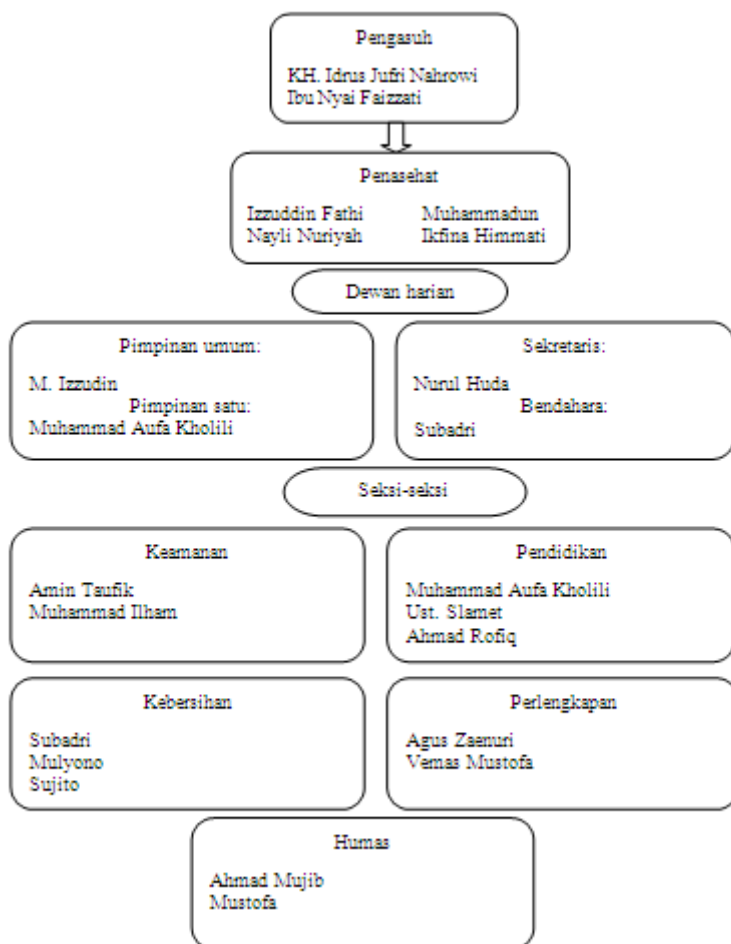 Pengasuh
KH. Idrus Jufri Nahrowi
Ibu Nyai Faizzati
Penasehat
Izzuddin Fathi Muhammadun
Nayli Nuriyah Ikfina Himmati
Dewan harian
Pimpinan umum:
M. Izzudin
Pimpinan satu:
Muhammad Aufa Kholili
Sekretaris:
Nurul Huda
Bendahara:
Subadri
Seksi-seksi
Keamanan
Amin Taufik
Muhammad Ilham
Pendidikan
Muhammad Aufa Kholili
Ust. Slamet
Ahmad Rofiq
Kebersihan
Subadri
Mulyono
Sujito
Perlengkapan
Agus Zaenuri
Vemas Mustofa
Humas
Ahmad Mujib
Mustofa